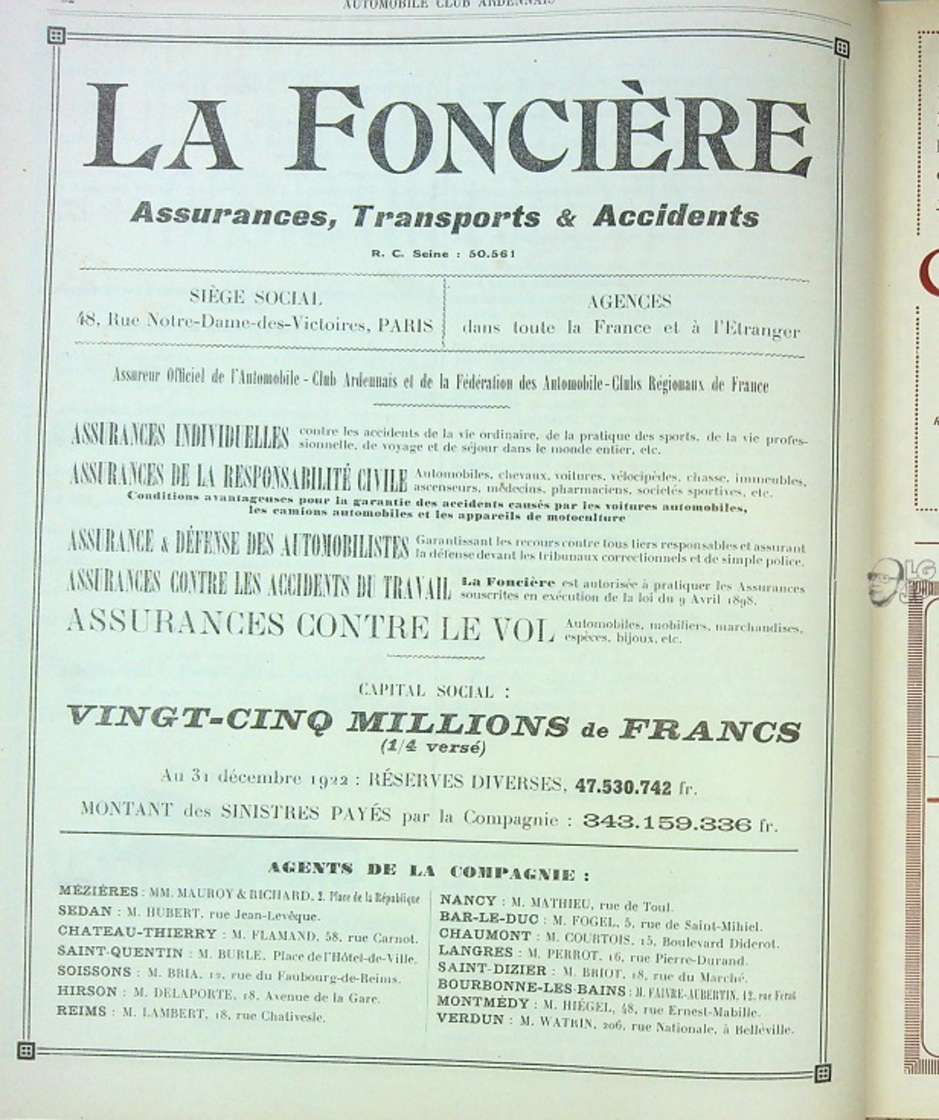 AUTOMOBILE CLUB ARDENNAIS
LA FONCIÈRE
Assurances, Transports & Accidents
R. C. Seine : 50.561
SIÈGE SOCIAL
48, Rue Notre-Dame-des-Victoires, PARIS
AGENCES
dans toute la France et à l'Etranger
Assureur Officiel de l'Automobile-Club Ardennais et de la Fédération des Automobile-Clubs Régionaux de France
ASSURANCES INDIVIDUELLES contre les accidents de la vie ordinaire, de la pratique des sports, de la vie profes-
sionnelle, de voyage et de séjour dans le monde entier, etc.
ASSURANCES DE LA RESPONSABILITÉ CIVILE Automobiles, chevaux, voitures, vélocipèdes, chasse, immeubles,
ascenseurs, médecins, pharmaciens, sociétés sportives, etc.
Conditions avantageuses pour la garantie des accidents causés par les voitures automobiles,
les camions automobiles et les appareils de motoculture
ASSURANCE & DÉFENSE DES AUTOMOBILISTES Garantissant les recours contre tous tiers responsables et assurant
la défense devant les tribunaux correctionnels et de simple police.
ASSURANCES CONTRE LES ACCIDENTS DU TRAVAIL La Foncière est autorisée à pratiquer les Assurances
souscrites en exécution de la loi du 9 Avril 1898.
ASSURANCES CONTRE LE VOL Automobiles, mobiliers, marchandises,
espèces, bijoux, etc.
CAPITAL SOCIAL :
VINGT-CINQ MILLIONS de FRANCS
(1/4 versé)
Au 31 décembre 1922 : RÉSERVES DIVERSES, 47.530.742 fr.
MONTANT des SINISTRES PAYÉS par la Compagnie : 343.159.336 fr.
AGENTS DE LA COMPAGNIE :
MÉZIÈRES : MM. MAUROY & RICHARD, 2, Place de la République
SEDAN : M. HUBERT, rue Jean-Levêque.
CHATEAU-THIERRY : M. FLAMAND, 58, rue Carnot.
SAINT-QUENTIN : M. BURLE, Place de l'Hôtel-de-Ville.
SOISSONS : M. BRIA, 12, rue du Faubourg-de-Reims.
HIRSON : M. DELAPORTE, 18, Avenue de la Gare.
REIMS : M. LAMBERT, 18, rue Chativesle.
NANCY : M. MATHIEU, rue de Toul.
BAR-LE-DUC : M. FOGEL, 5, rue de Saint-Mihiel.
CHAUMONT : M. COURTOIS, 15, Boulevard Diderot.
LANGRES : M. PERROT, 16, rue Pierre-Durand.
SAINT-DIZIER : M. BRIOT, 18, rue du Marché.
BOURBONNE-LES-BAINS : M. FAIVRE-AUBERTIN, 12, rue Férat
MONTMÉDY : M. HIÉGEL, 48, rue Ernest-Mabille.
VERDUN : M. WATRIN, 206, rue Nationale, à Belléville.
LG